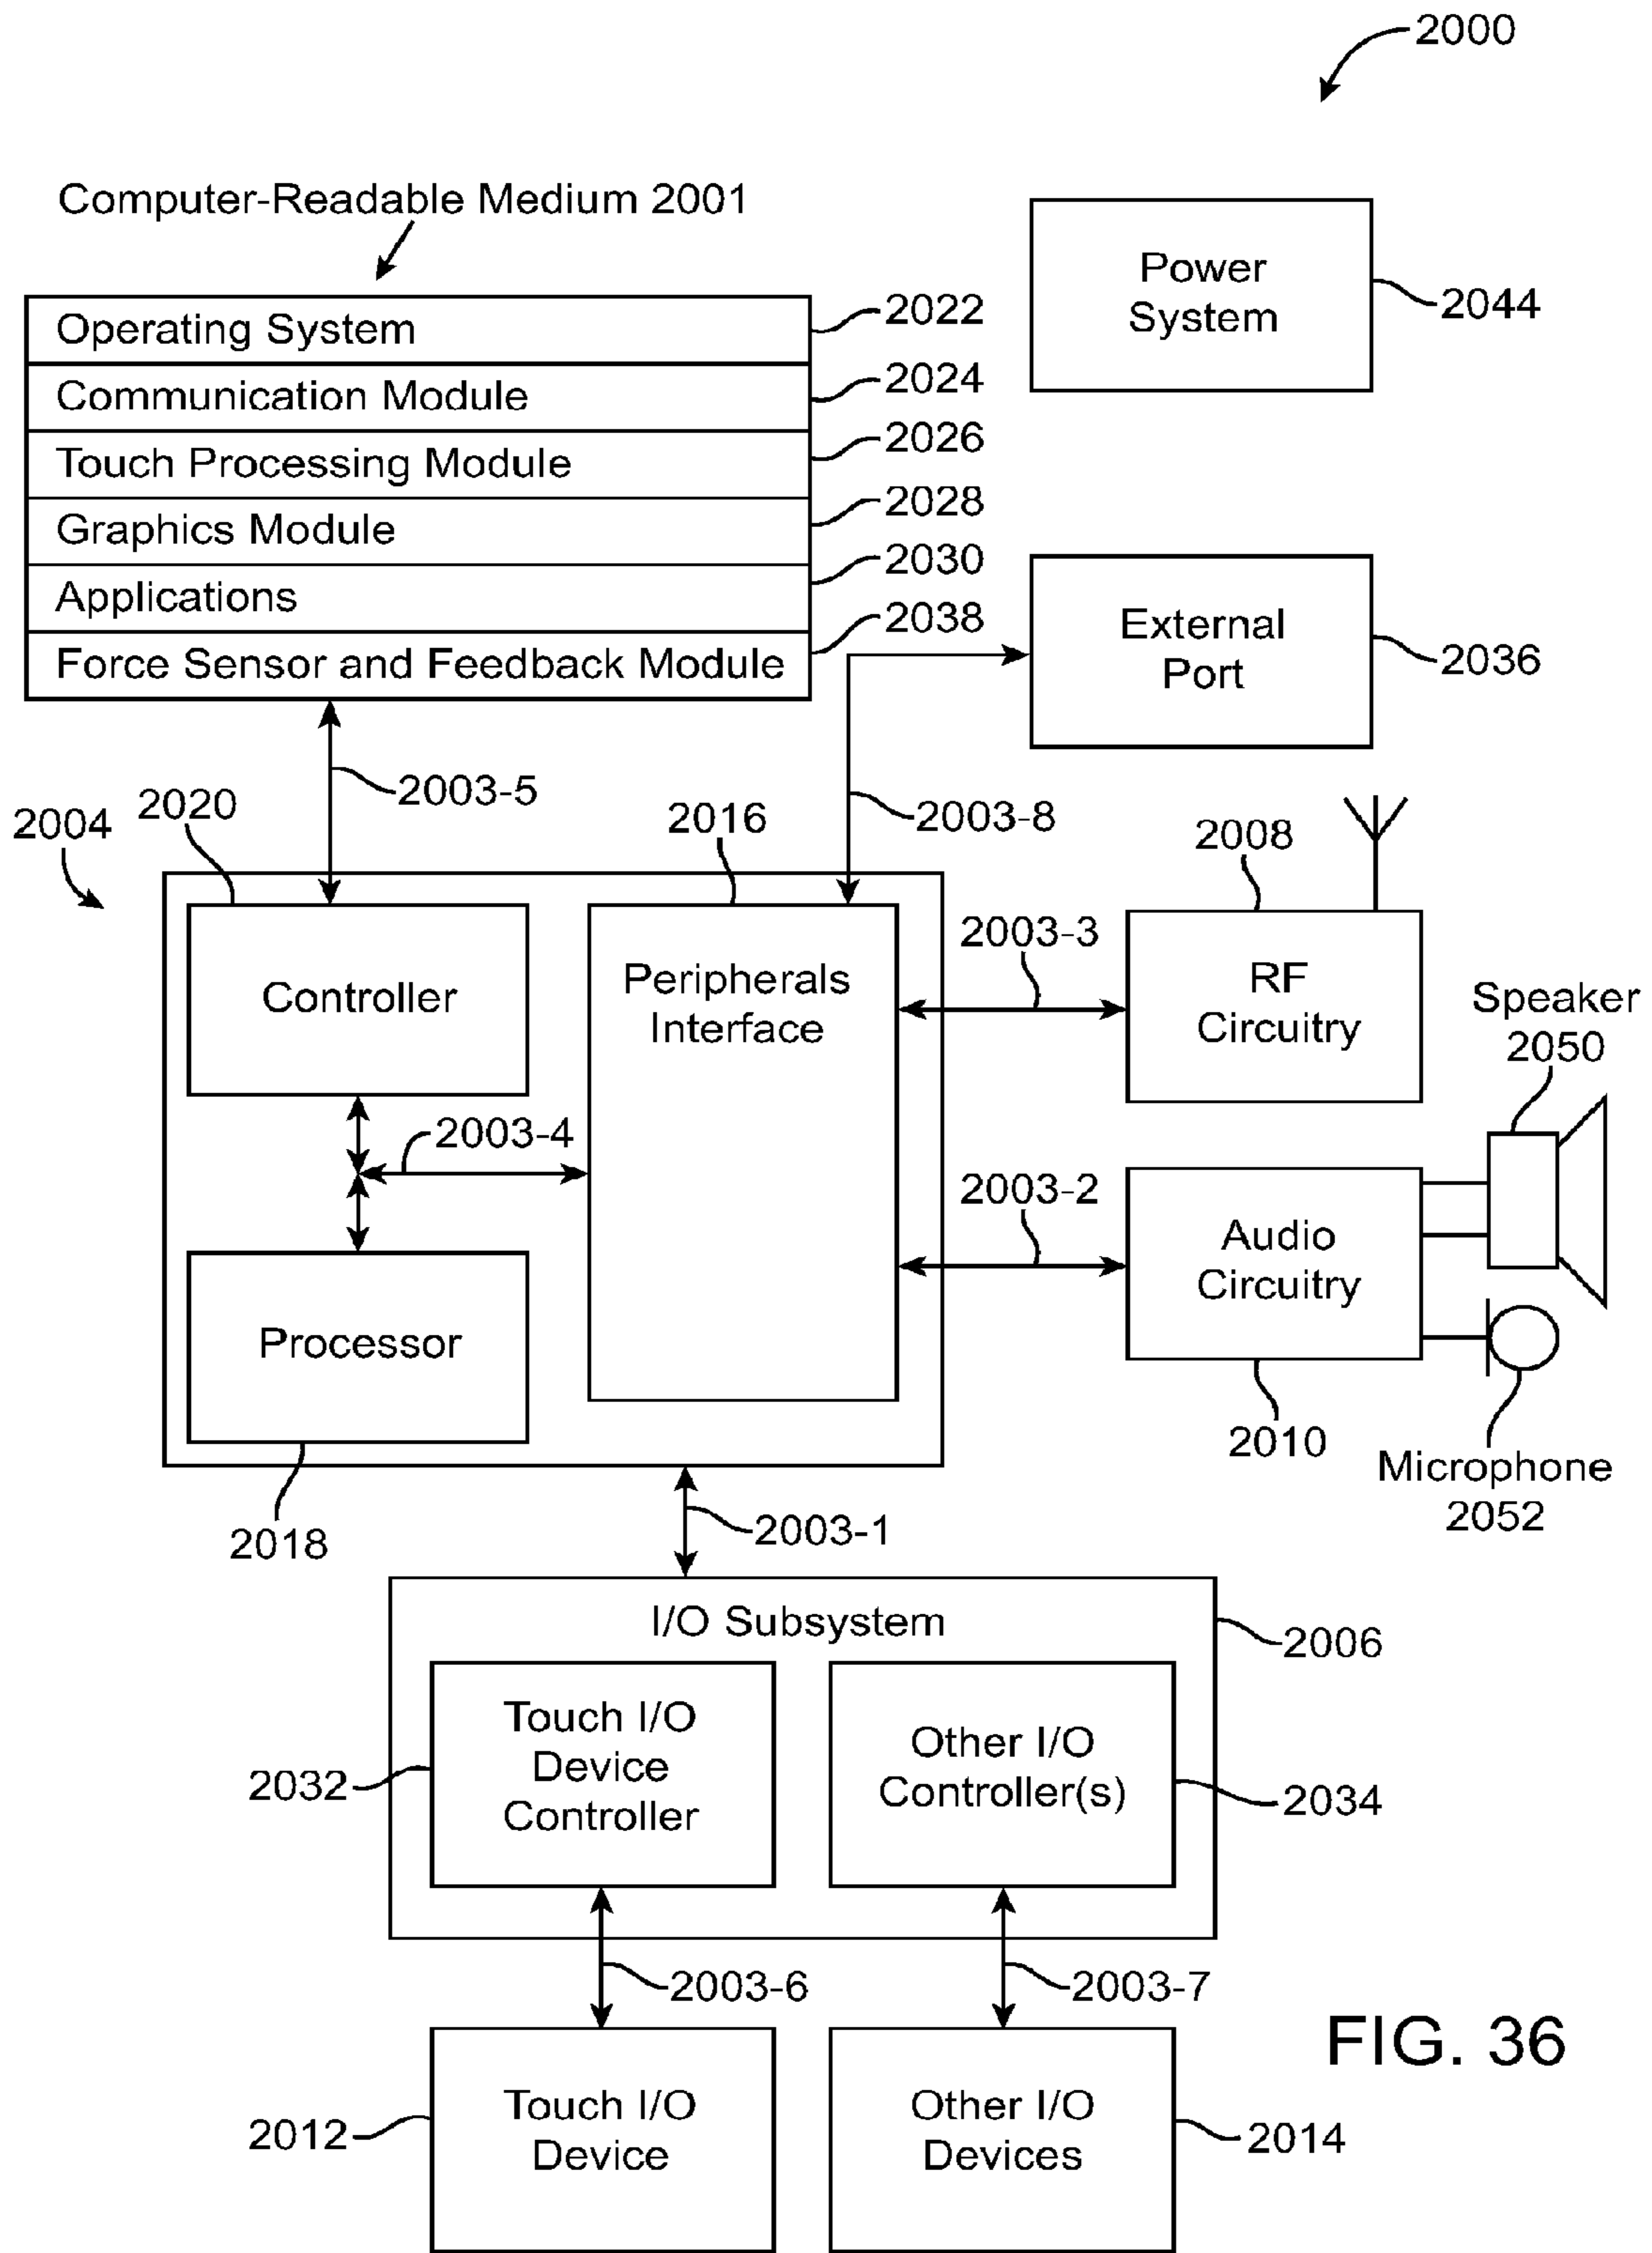 2000
Computer-Readable Medium 2001
Operating System
2022
Communication Module
2024
Touch Processing Module
2026
Graphics Module
2028
Applications
2030
Force Sensor and Feedback Module
2038
Power
System
2044
External
Port
2036
2003-5
2003-8
2004
2020
2016
2008
Controller
Peripherals
Interface
2003-3
RF
Circuitry
Speaker
2050
2003-4
2003-2
Audio
Circuitry
Processor
2010
Microphone
2052
2018
2003-1
I/O Subsystem
2006
Touch I/O
Device
Controller
2032
Other I/O
Controller(s)
2034
2003-6
2003-7
Touch I/O
Device
2012
Other I/O
Devices
2014
FIG. 36